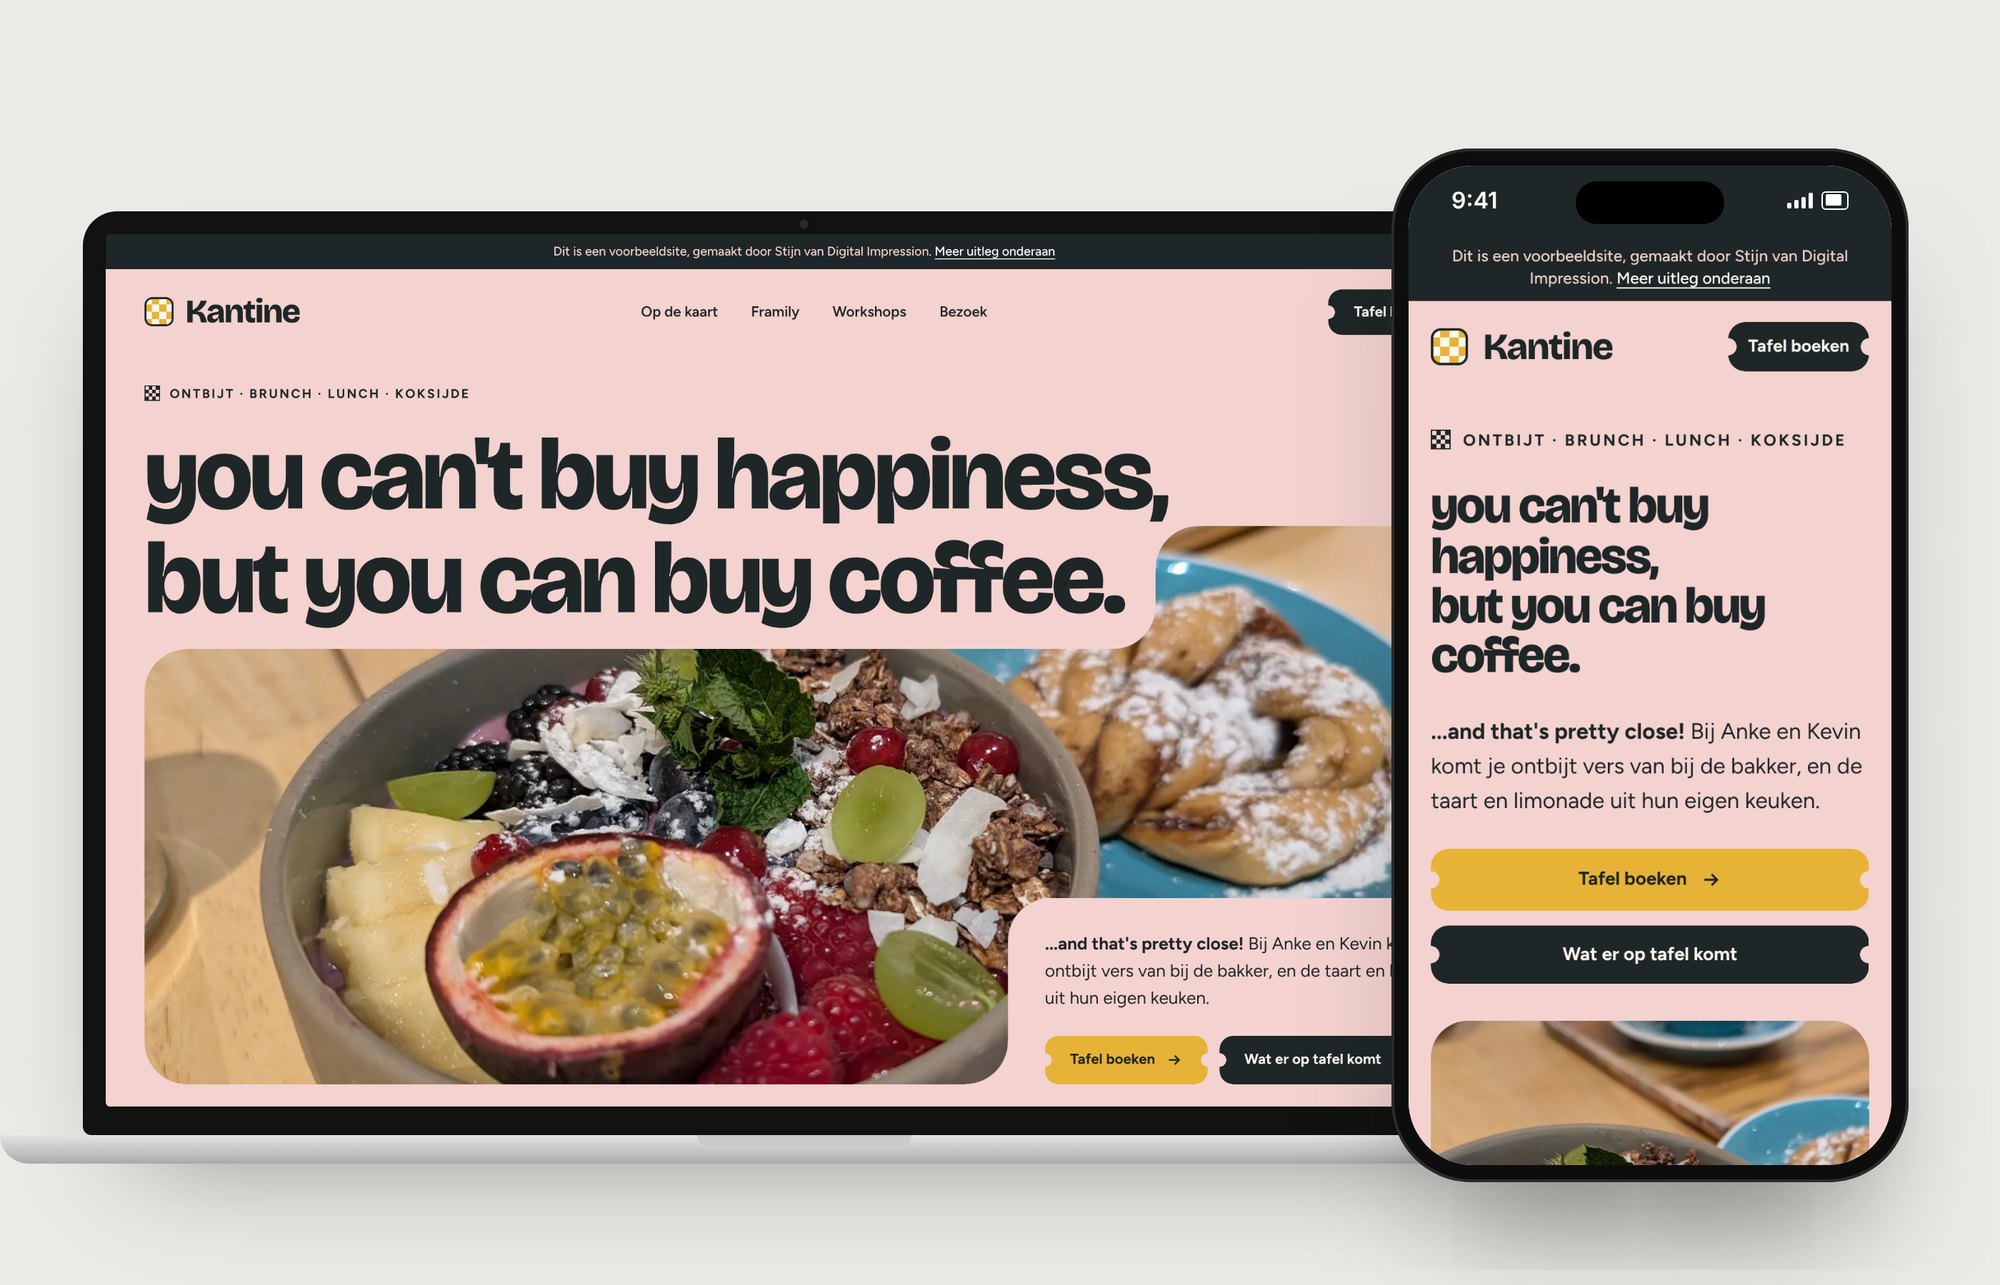 Dit is een voorbeeldsite, gemaakt door Stijn van Digital Impression. Meer uitleg onderaan
Kantine
Op de kaart Framily Workshops Bezoek
Tafel
ONTBIJT · BRUNCH · LUNCH · KOKSIJDE
you can't buy happiness,
but you can buy coffee.
...and that's pretty close! Bij Anke en Kevin
ontbijt vers van bij de bakker, en de taart en
uit hun eigen keuken.
Tafel boeken →
Wat er op tafel komt
9:41
Dit is een voorbeeldsite, gemaakt door Stijn van Digital
Impression. Meer uitleg onderaan
Kantine
Tafel boeken
ONTBIJT · BRUNCH · LUNCH · KOKSIJDE
you can't buy
happiness,
but you can buy
coffee.
...and that's pretty close! Bij Anke en Kevin
komt je ontbijt vers van bij de bakker, en de
taart en limonade uit hun eigen keuken.
Tafel boeken →
Wat er op tafel komt